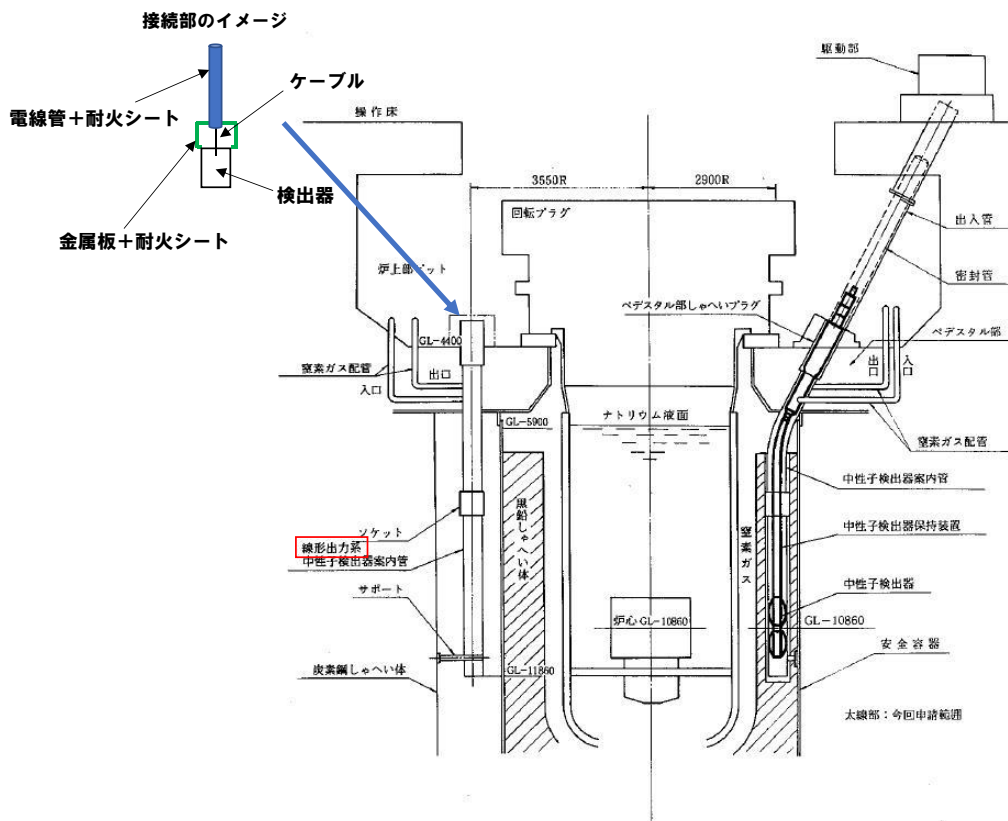 接続部のイメージ
ケーブル
電線管＋耐火シート
検出器
金属板＋耐火シート
駆動部
操作床
3550R
2900R
回転プラグ
出入管
密封管
炉上部ピット
ペデスタル部しゃへいプラグ
ペデスタル部
GL-4400
出口
入口
窒素ガス配管
出口
入口
ナトリウム液面
GL-5900
窒素ガス配管
中性子検出器案内管
黒鉛しゃへい体
窒素ガス
ソケット
線形出力系
中性子検出器案内管
中性子検出器保持装置
サポート
中性子検出器
炉心 GL-10860
GL-10860
安全容器
炭素鋼しゃへい体
GL-11860
太線部：今回申請範囲